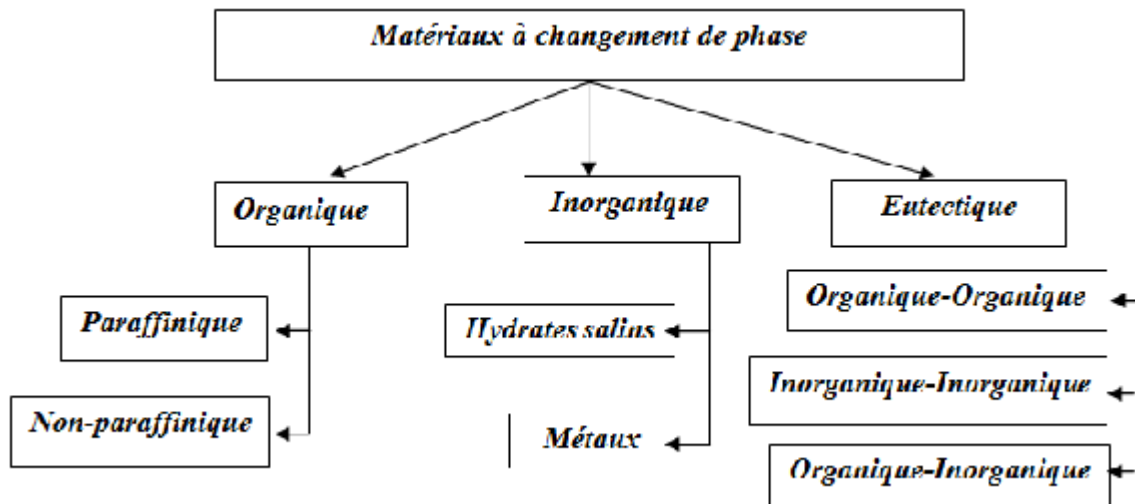 Matériaux à changement de phase
Organique
Inorganique
Eutectique
Paraffinique
Non-paraffinique
Hydrates salins
Métaux
Organique-Organique
Inorganique-Inorganique
Organique-Inorganique